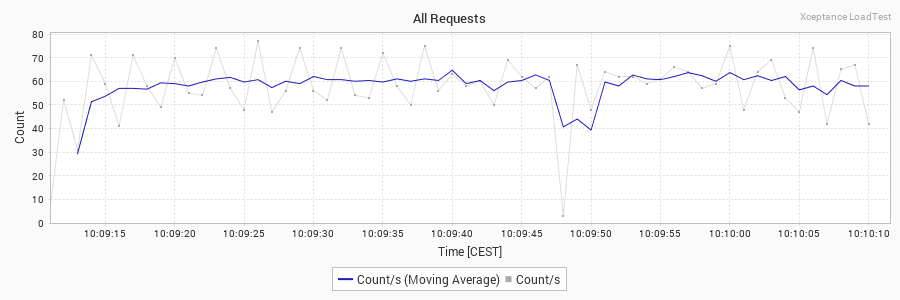 All Requests
Xceptance LoadTest
80
70
60
50
40
30
20
10
0
Count
10:09:15 10:09:20 10:09:25 10:09:30 10:09:35 10:09:40 10:09:45 10:09:50 10:09:55 10:10:00 10:10:05 10:10:10
Time [CEST]
Count/s (Moving Average) Count/s